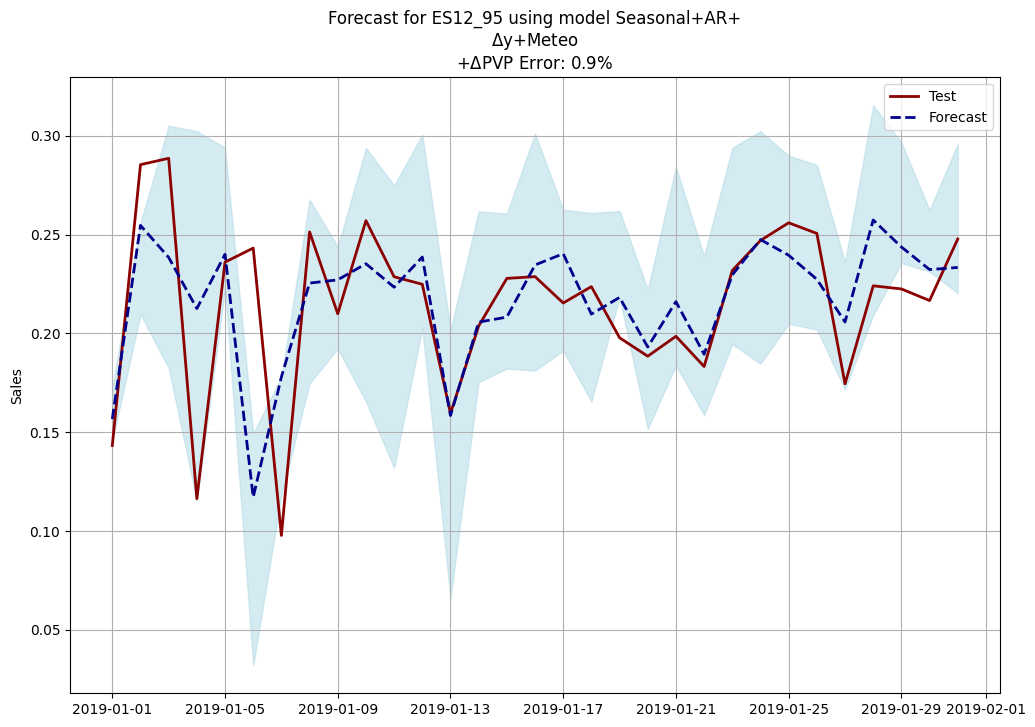 Forecast for ES12_95 using model Seasonal+AR+
Δy+Meteo
+ΔPVP Error: 0.9%
Test
Forecast
Sales
0.30
0.25
0.20
0.15
0.10
0.05
2019-01-01 2019-01-05 2019-01-09 2019-01-13 2019-01-17 2019-01-21 2019-01-25 2019-01-29 2019-02-01